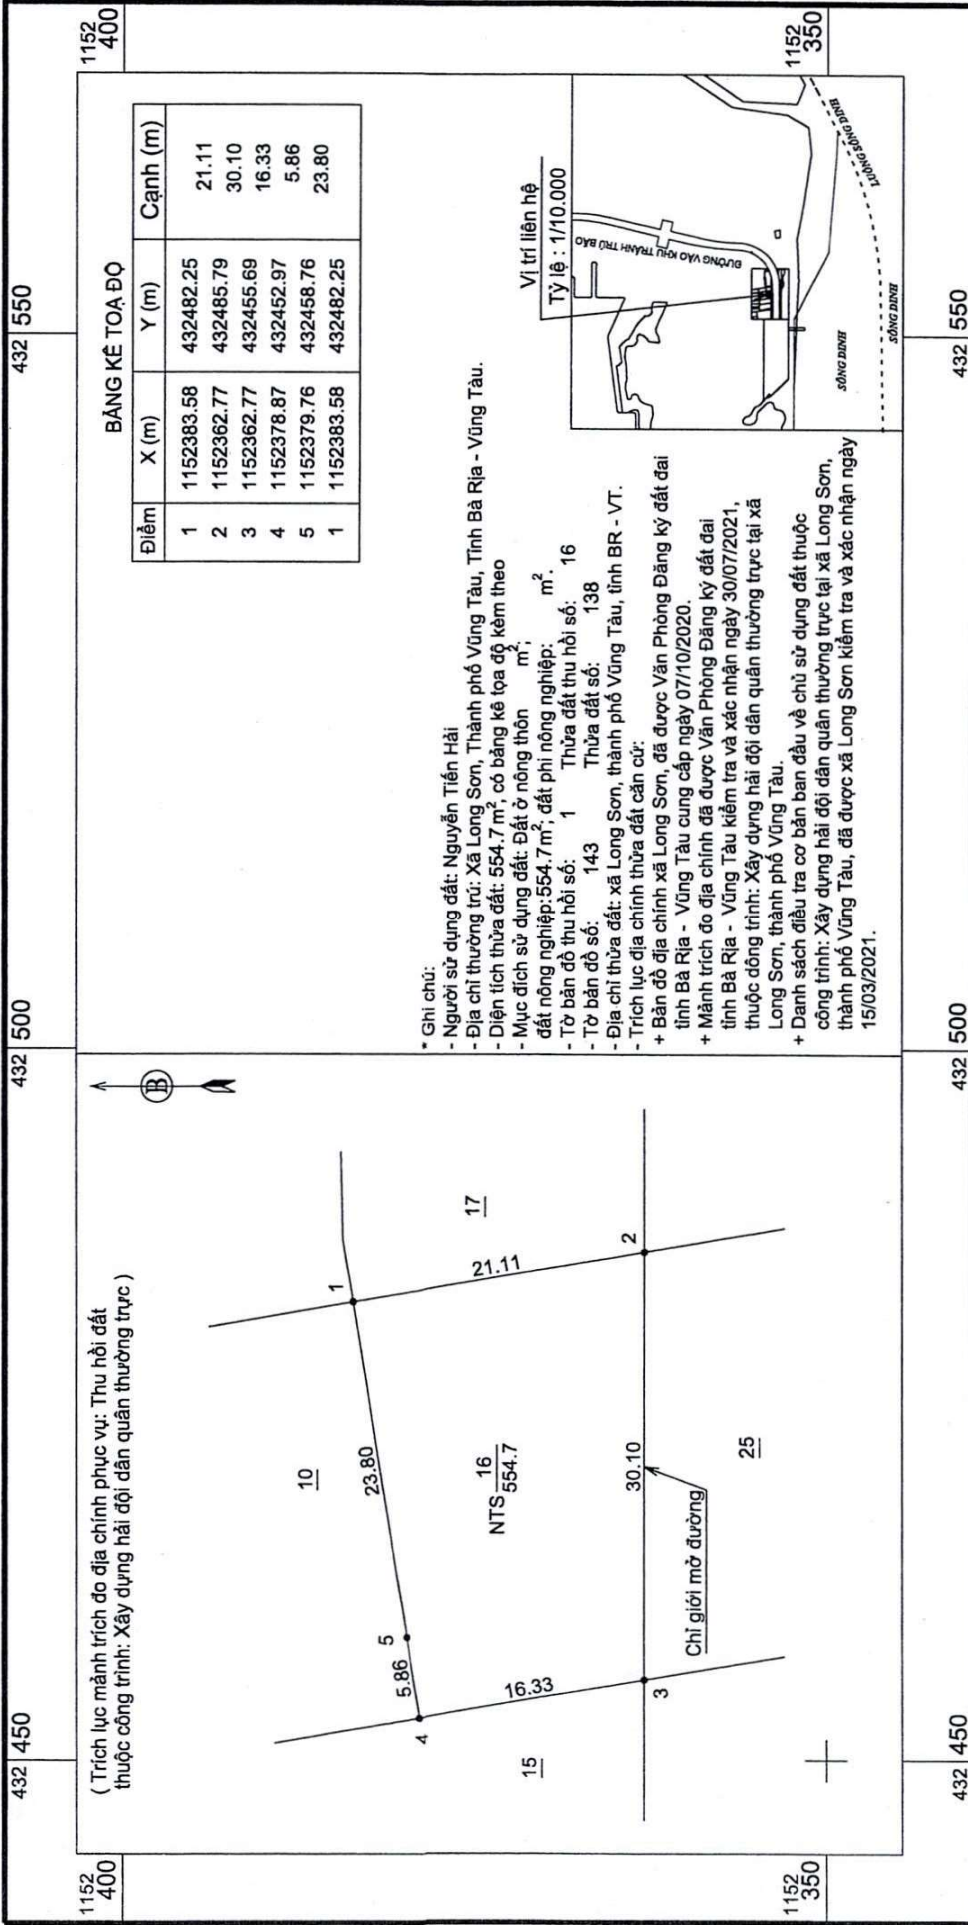 432 450
432 500
432 550
1152
400
1152
400
( Trích lục mảnh trích đo địa chính phục vụ: Thu hồi đất
thuộc công trình: Xây dựng hải đội dân quân thường trực )
B
10
1
17
23.80
21.11
5
5.86
4
16
NTS
554.7
16.33
15
30.10
2
3
Chỉ giới mở đường
25
BẢNG KÊ TOẠ ĐỘ
Điểm X (m) Y (m) Cạnh (m)
1 1152383.58 432482.25
21.11
2 1152362.77 432485.79
30.10
3 1152362.77 432455.69
16.33
4 1152378.87 432452.97
5.86
5 1152379.76 432458.76
23.80
1 1152383.58 432482.25
* Ghi chú:
- Người sử dụng đất: Nguyễn Tiến Hải
- Địa chỉ thường trú: Xã Long Sơn, Thành phố Vũng Tàu, Tỉnh Bà Rịa - Vũng Tàu.
- Diện tích thửa đất: 554.7 m², có bảng kê tọa độ kèm theo
- Mục đích sử dụng đất: Đất ở nông thôn m²;
đất nông nghiệp:554.7m²; đất phi nông nghiệp: m².
- Tờ bản đồ thu hồi số: 1 Thửa đất thu hồi số: 16
- Tờ bản đồ số: 143 Thửa đất số: 138
- Địa chỉ thửa đất: xã Long Sơn, thành phố Vũng Tàu, tỉnh BR - VT.
- Trích lục địa chính thửa đất căn cứ:
+ Bản đồ địa chính xã Long Sơn, đã được Văn Phòng Đăng ký đất đai
tỉnh Bà Rịa - Vũng Tàu cung cấp ngày 07/10/2020.
+ Mảnh trích đo địa chính đã được Văn Phòng Đăng ký đất đai
tỉnh Bà Rịa - Vũng Tàu kiểm tra và xác nhận ngày 30/07/2021,
thuộc công trình: Xây dựng hải đội dân quân thường trực tại xã
Long Sơn, thành phố Vũng Tàu.
+ Danh sách điều tra cơ bản ban đầu về chủ sử dụng đất thuộc
công trình: Xây dựng hải đội dân quân thường trực tại xã Long Sơn,
thành phố Vũng Tàu, đã được xã Long Sơn kiểm tra và xác nhận ngày
15/03/2021.
Vị trí liên hệ
Tỷ lệ : 1/10.000
ĐƯỜNG VÀO KHU TRÁNH TRÚ BÃO
SÔNG DINH
LUỒNG SÔNG DINH
SÔNG DINH
1152
350
1152
350
432 450
432 500
432 550